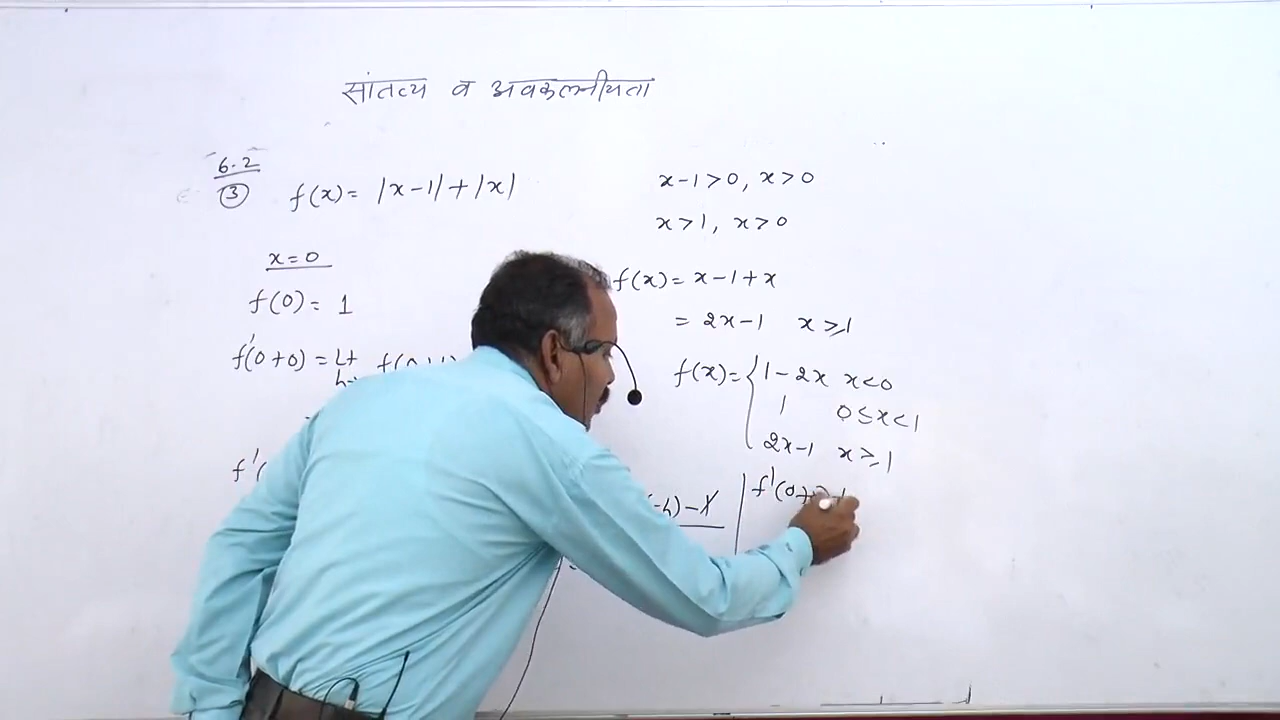 सांतत्य व अवकलनीयता
6.2
3 f(x) = |x-1| + |x|
x=0
f(0) = 1
f'(0+0) = Lt
h→
f'(
x-1>0, x>0
x>1, x>0
f(x) = x-1+x
= 2x-1 x≥1
f(x) = { 1-2x x<0
1 0≤x<1
2x-1 x≥1
-h)-1
f'(0+